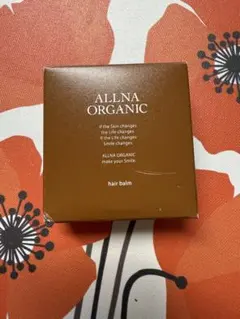 ALLNA
ORGANIC
if the Skin changes
the Life changes
If the Life changes
Smile changes
ALLNA ORGANIC
make your Smile
hair balm